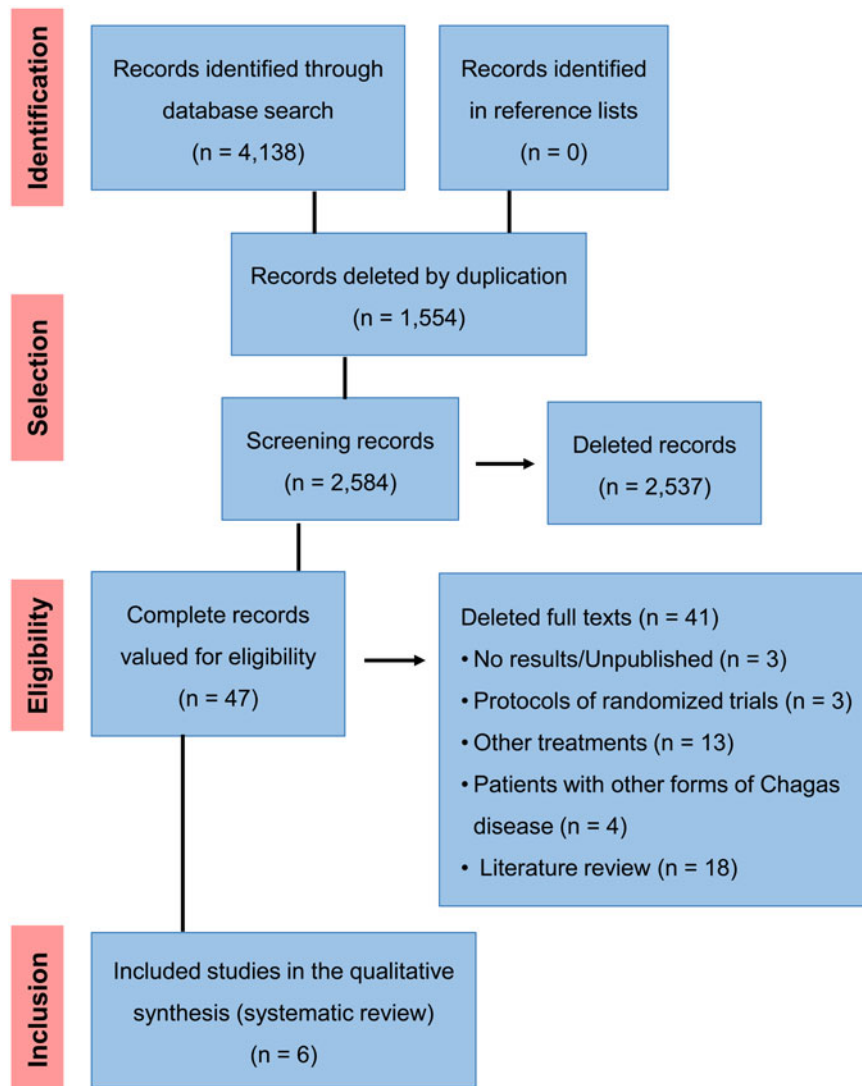 Identification
Records identified through
database search
(n = 4,138)
Records identified
in reference lists
(n = 0)
Selection
Records deleted by duplication
(n = 1,554)
Screening records
(n = 2,584)
Deleted records
(n = 2,537)
Eligibility
Complete records
valued for eligibility
(n = 47)
Deleted full texts (n = 41)
• No results/Unpublished (n = 3)
• Protocols of randomized trials (n = 3)
• Other treatments (n = 13)
• Patients with other forms of Chagas
disease (n = 4)
• Literature review (n = 18)
Inclusion
Included studies in the qualitative
synthesis (systematic review)
(n = 6)